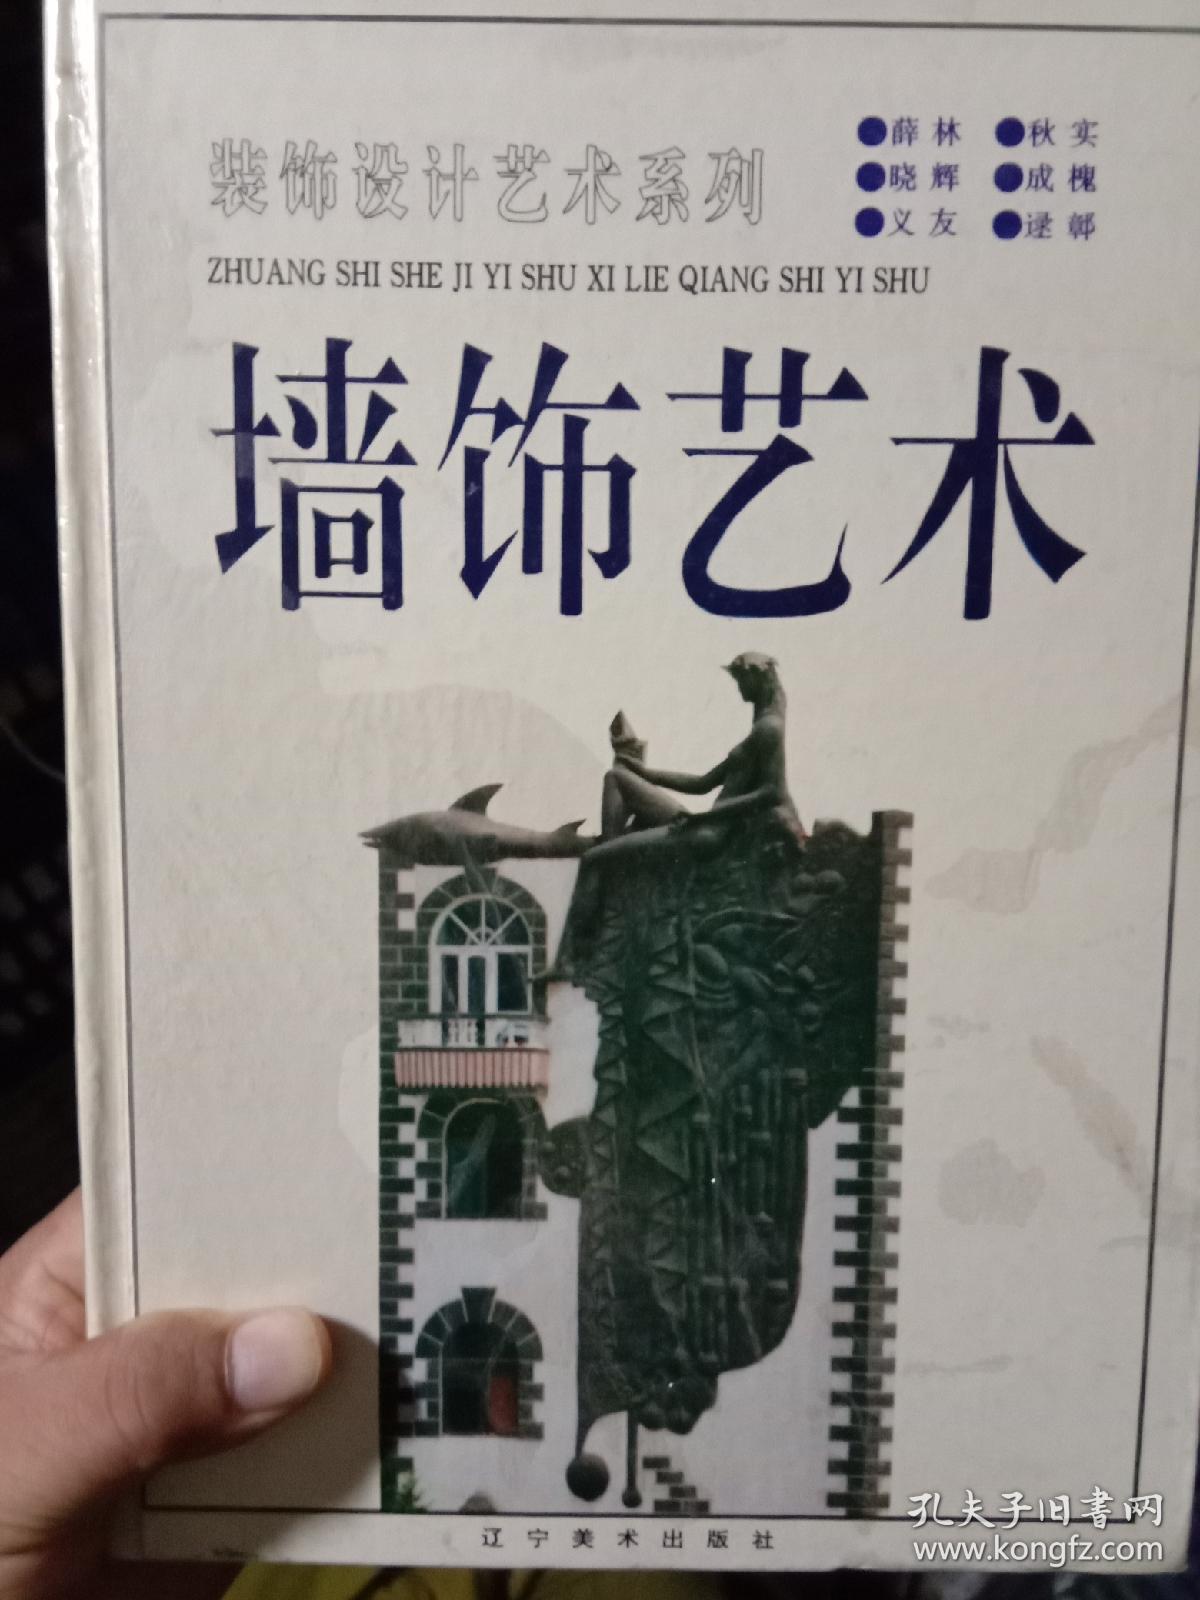 装饰设计艺术系列
●薛林 ●秋实
●晓辉 ●成槐
●义友 ●逯鄣
ZHUANG SHI SHE JI YI SHU XI LIE QIANG SHI YI SHU
墙饰艺术
辽宁美术出版社
孔夫子旧书网
www.kongfz.com